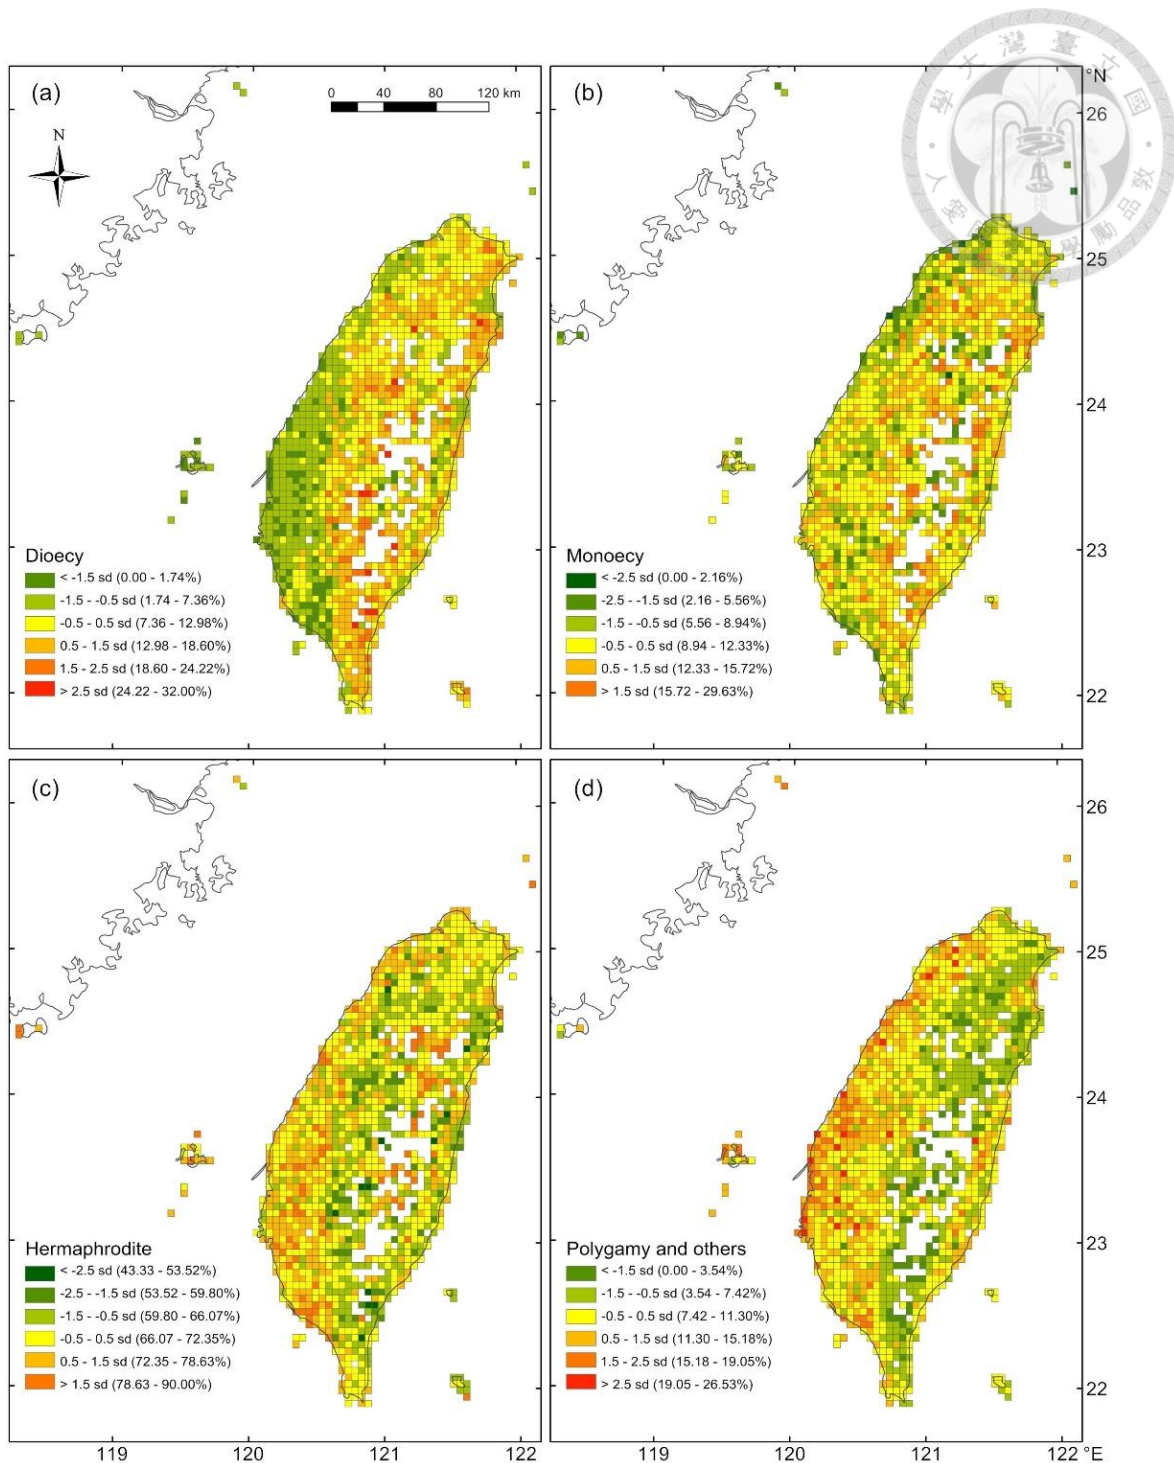 (a)
0 40 80 120 km
N
Dioecy
< -1.5 sd (0.00 - 1.74%)
-1.5 - -0.5 sd (1.74 - 7.36%)
-0.5 - 0.5 sd (7.36 - 12.98%)
0.5 - 1.5 sd (12.98 - 18.60%)
1.5 - 2.5 sd (18.60 - 24.22%)
> 2.5 sd (24.22 - 32.00%)
(b)
°N
26
25
24
23
22
Monoecy
< -2.5 sd (0.00 - 2.16%)
-2.5 - -1.5 sd (2.16 - 5.56%)
-1.5 - -0.5 sd (5.56 - 8.94%)
-0.5 - 0.5 sd (8.94 - 12.33%)
0.5 - 1.5 sd (12.33 - 15.72%)
> 1.5 sd (15.72 - 29.63%)
(c)
Hermaphrodite
< -2.5 sd (43.33 - 53.52%)
-2.5 - -1.5 sd (53.52 - 59.80%)
-1.5 - -0.5 sd (59.80 - 66.07%)
-0.5 - 0.5 sd (66.07 - 72.35%)
0.5 - 1.5 sd (72.35 - 78.63%)
> 1.5 sd (78.63 - 90.00%)
119 120 121 122
(d)
26
25
24
23
22
Polygamy and others
< -1.5 sd (0.00 - 3.54%)
-1.5 - -0.5 sd (3.54 - 7.42%)
-0.5 - 0.5 sd (7.42 - 11.30%)
0.5 - 1.5 sd (11.30 - 15.18%)
1.5 - 2.5 sd (15.18 - 19.05%)
> 2.5 sd (19.05 - 26.53%)
119 120 121 122 °E